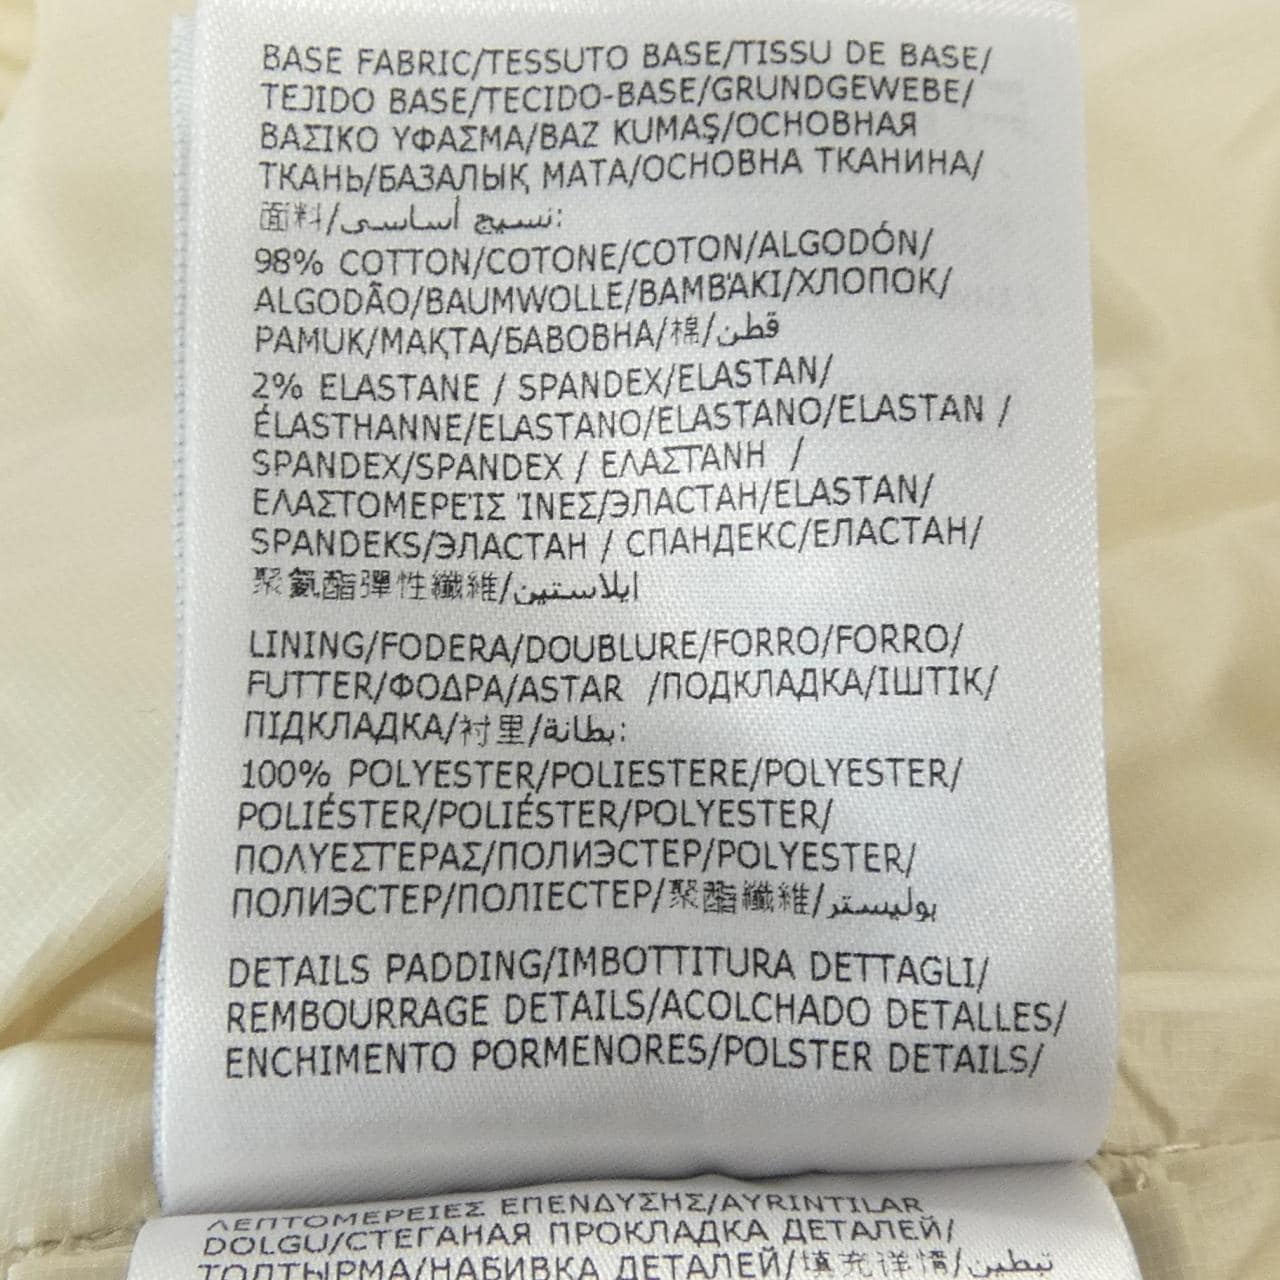 BASE FABRIC/TESSUTO BASE/TISSU DE BASE/
TEJIDO BASE/TECIDO-BASE/GRUNDGEWEBE/
ΒΑΣΙΚΟ ΥΦΑΣΜΑ/BAZ KUMAŞ/ОСНОВНАЯ
ТКАНЬ/БАЗАЛЫҚ МАТА/ОСНОВНА ТКАНИНА/
面料/نسيج أساسى:
98% COTTON/COTONE/COTON/ALGODÓN/
ALGODÃO/BAUMWOLLE/ΒΑΜΒΆΚΙ/ХЛОПОК/
PAMUK/МАҚТА/БАВОВНА/棉/قطن
2% ELASTANE / SPANDEX/ELASTAN/
ÉLASTHANNE/ELASTANO/ELASTANO/ELASTAN /
SPANDEX/SPANDEX / ΕΛΑΣΤΑΝΗ /
ΕΛΑΣΤΟΜΕΡΕΊΣ ΊΝΕΣ/ЭЛАСТАН/ELASTAN/
SPANDEKS/ЭЛАСТАН / СПАНДЕКС/ЕЛАСТАН/
聚氨酯彈性纖維/ايلاستين
LINING/FODERA/DOUBLURE/FORRO/FORRO/
FUTTER/ΦΟΔΡΑ/ASTAR /ПОДКЛАДКА/ІШТІК/
ПІДКЛАДКА/衬里/بطانة:
100% POLYESTER/POLIESTERE/POLYESTER/
POLIÉSTER/POLIÉSTER/POLYESTER/
ΠΟΛΥΕΣΤΕΡΑΣ/ПОЛИЭСТЕР/POLYESTER/
ПОЛИЭСТЕР/ПОЛІЕСТЕР/聚酯纖維/بوليستر
DETAILS PADDING/IMBOTTITURA DETTAGLI/
REMBOURRAGE DETAILS/ACOLCHADO DETALLES/
ENCHIMENTO PORMENORES/POLSTER DETAILS/
ΛΕΠΤΟΜΕΡΕΙΕΣ ΕΠΕΝΔΥΣΗΣ/AYRINTILAR
DOLGU/СТЕГАНАЯ ПРОКЛАДКА ДЕТАЛЕЙ/
ТОЛТЫРМА/НАБИВКА ДЕТАЛЕЙ/填充详情/تبطين